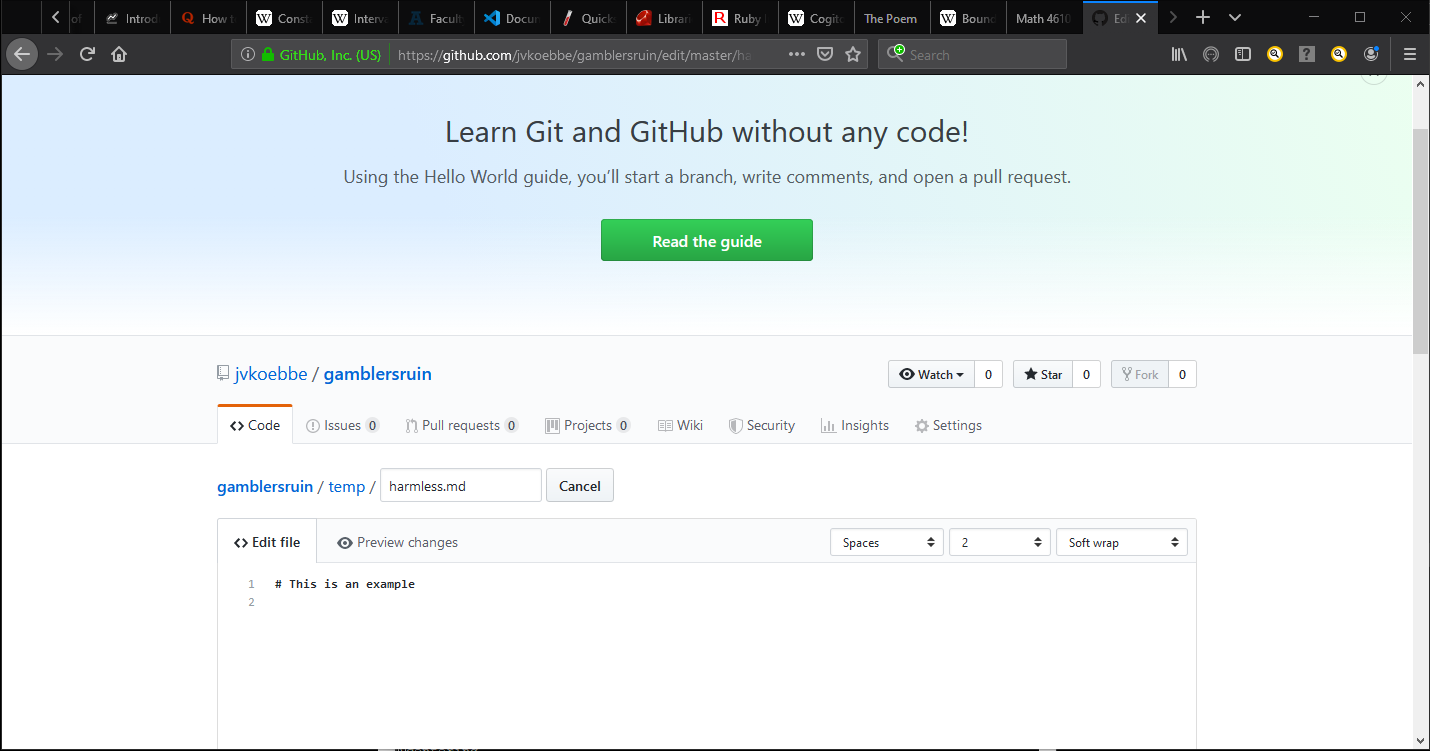 of Introd How t Consta Interva Facult Docum Quick Librari Ruby Cogito The Poem Bound Math 4610 Edi
GitHub, Inc. (US) https://github.com/jvkoebbe/gamblersruin/edit/master/ha Search
Learn Git and GitHub without any code!
Using the Hello World guide, you’ll start a branch, write comments, and open a pull request.
Read the guide
jvkoebbe / gamblersruin Watch 0 Star 0 Fork 0
Code Issues 0 Pull requests 0 Projects 0 Wiki Security Insights Settings
gamblersruin / temp / harmless.md Cancel
Edit file Preview changes Spaces 2 Soft wrap
1 # This is an example
2